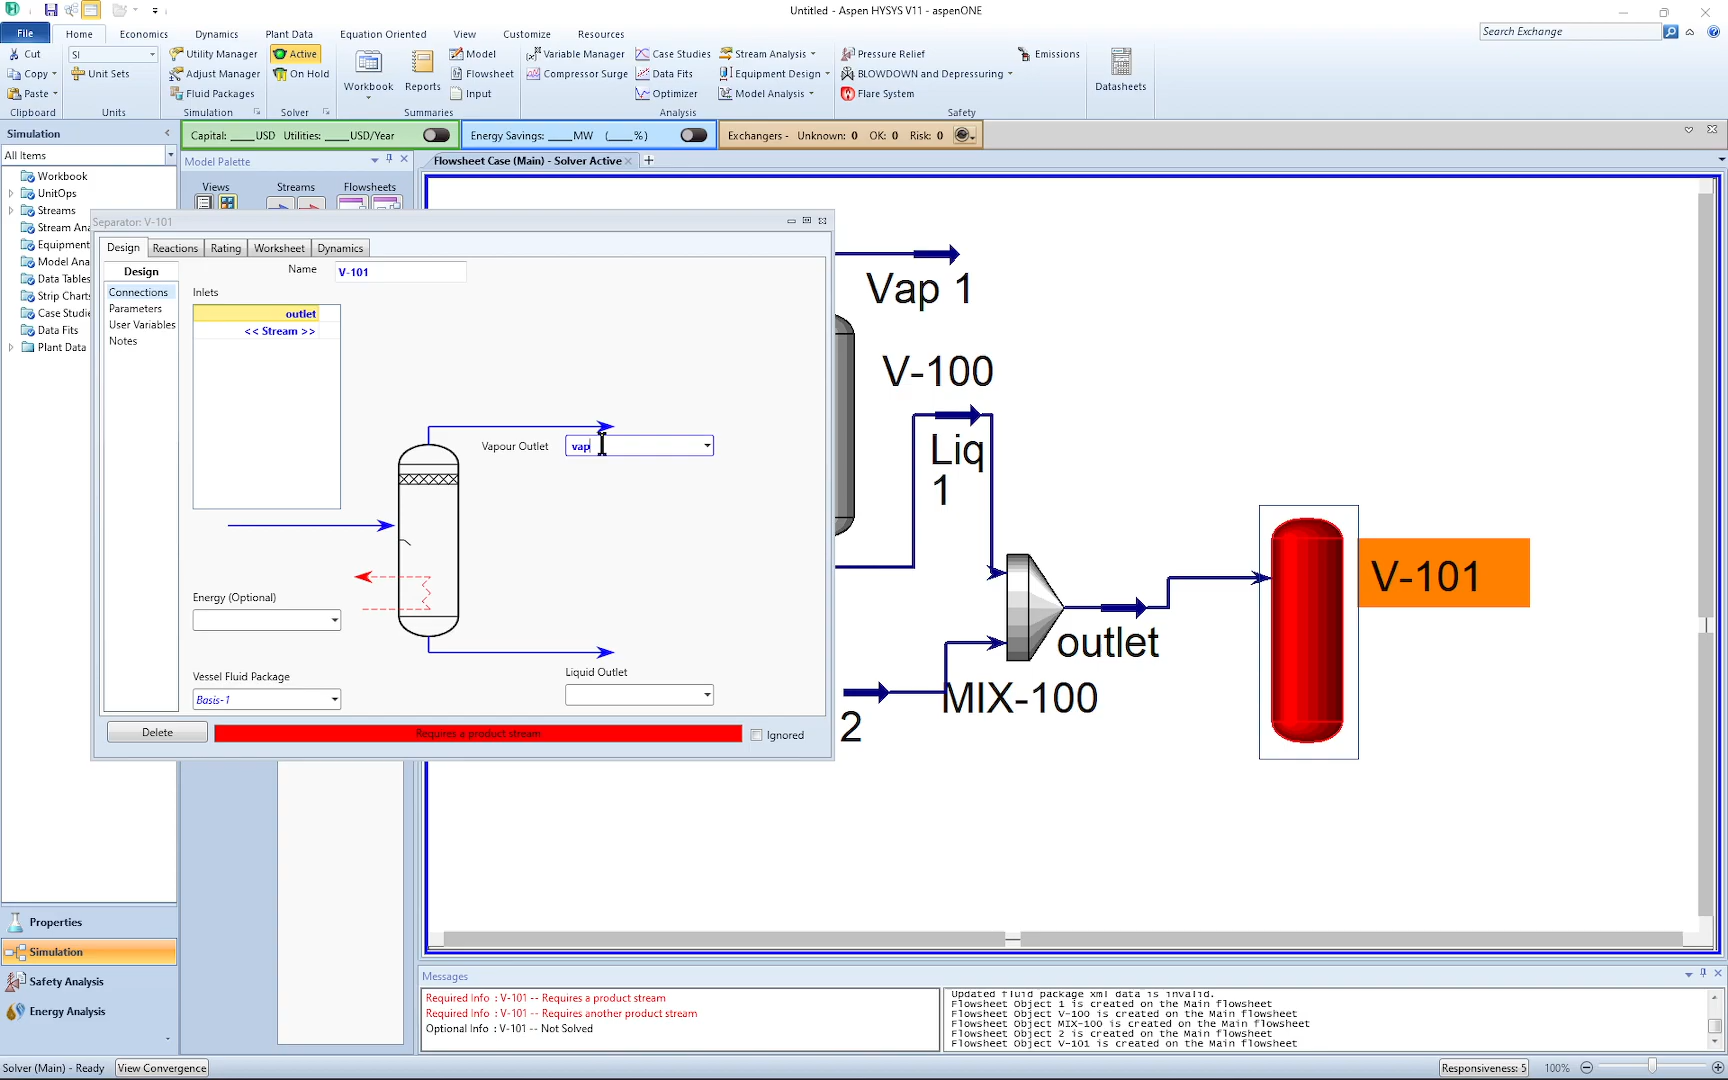 Untitled - Aspen HYSYS V11 - aspenONE
File Home Economics Dynamics Plant Data Equation Oriented View Customize Resources
Search Exchange
Cut
Copy
Paste
Clipboard
SI
Unit Sets
Units
Utility Manager
Adjust Manager
Fluid Packages
Simulation
Active
On Hold
Solver
Workbook
Reports
Model
Flowsheet
Input
Summaries
Variable Manager
Compressor Surge
Case Studies
Data Fits
Optimizer
Stream Analysis
Equipment Design
Model Analysis
Analysis
Pressure Relief
BLOWDOWN and Depressuring
Flare System
Emissions
Safety
Datasheets
Capital: ____USD Utilities: ____USD/Year
Energy Savings: ____MW (____%)
Exchangers - Unknown: 0 OK: 0 Risk: 0
Simulation
All Items
Workbook
UnitOps
Streams
Stream Ana
Equipment
Model Ana
Data Tables
Strip Charts
Case Studie
Data Fits
Plant Data
Properties
Simulation
Safety Analysis
Energy Analysis
Model Palette
Views Streams Flowsheets
Flowsheet Case (Main) - Solver Active
Separator: V-101
Design Reactions Rating Worksheet Dynamics
Design
Connections
Parameters
User Variables
Notes
Name V-101
Inlets
outlet
<< Stream >>
Vapour Outlet vap
Energy (Optional)
Vessel Fluid Package
Basis-1
Liquid Outlet
Delete
Requires a product stream
Ignored
Vap 1
V-100
Liq
1
outlet
MIX-100
2
V-101
Messages
Required Info : V-101 -- Requires a product stream
Required Info : V-101 -- Requires another product stream
Optional Info : V-101 -- Not Solved
Updated fluid package xml data is invalid.
Flowsheet Object 1 is created on the Main flowsheet
Flowsheet Object V-100 is created on the Main flowsheet
Flowsheet Object MIX-100 is created on the Main flowsheet
Flowsheet Object 2 is created on the Main flowsheet
Flowsheet Object V-101 is created on the Main flowsheet
Solver (Main) - Ready
View Convergence
Responsiveness: 5
100%